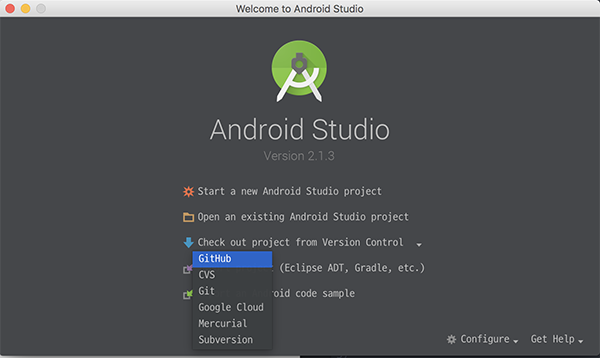 Welcome to Android Studio
Android Studio
Version 2.1.3
Start a new Android Studio project
Open an existing Android Studio project
Check out project from Version Control
GitHub
CVS
(Eclipse ADT, Gradle, etc.)
Git
code sample
Google Cloud
Mercurial
Subversion
Configure
Get Help